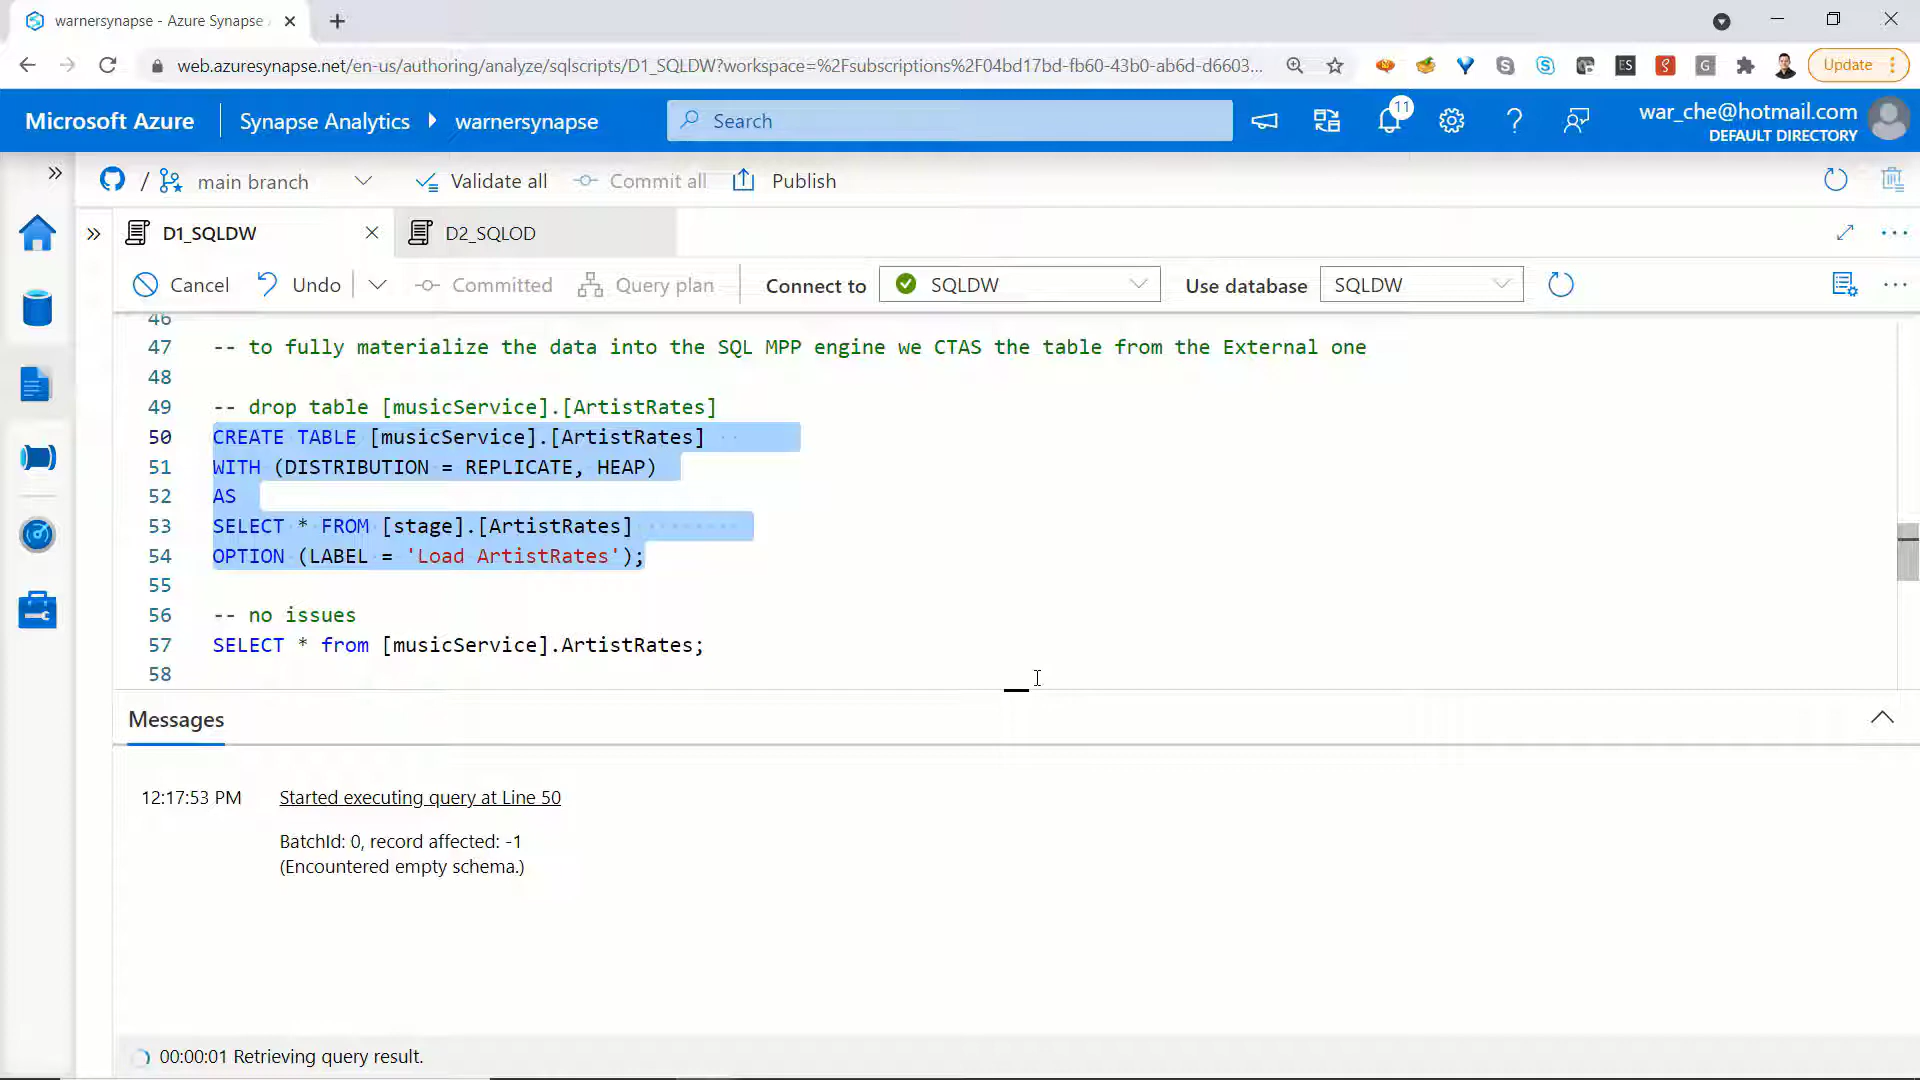 warnersynapse - Azure Synapse
web.azuresynapse.net/en-us/authoring/analyze/sqlscripts/D1_SQLDW?workspace=%2Fsubscriptions%2F04bd17bd-fb60-43b0-ab6d-d6603...
ES
S
G
Update
Microsoft Azure
Synapse Analytics
warnersynapse
Search
11
war_che@hotmail.com
DEFAULT DIRECTORY
/ main branch
Validate all
Commit all
Publish
D1_SQLDW
D2_SQLOD
Cancel
Undo
Committed
Query plan
Connect to
SQLDW
Use database
SQLDW
46
47 -- to fully materialize the data into the SQL MPP engine we CTAS the table from the External one
48
49 -- drop table [musicService].[ArtistRates]
50 CREATE TABLE [musicService].[ArtistRates]
51 WITH (DISTRIBUTION = REPLICATE, HEAP)
52 AS
53 SELECT * FROM [stage].[ArtistRates]
54 OPTION (LABEL = 'Load ArtistRates');
55
56 -- no issues
57 SELECT * from [musicService].ArtistRates;
58
Messages
12:17:53 PM Started executing query at Line 50
BatchId: 0, record affected: -1
(Encountered empty schema.)
00:00:01 Retrieving query result.